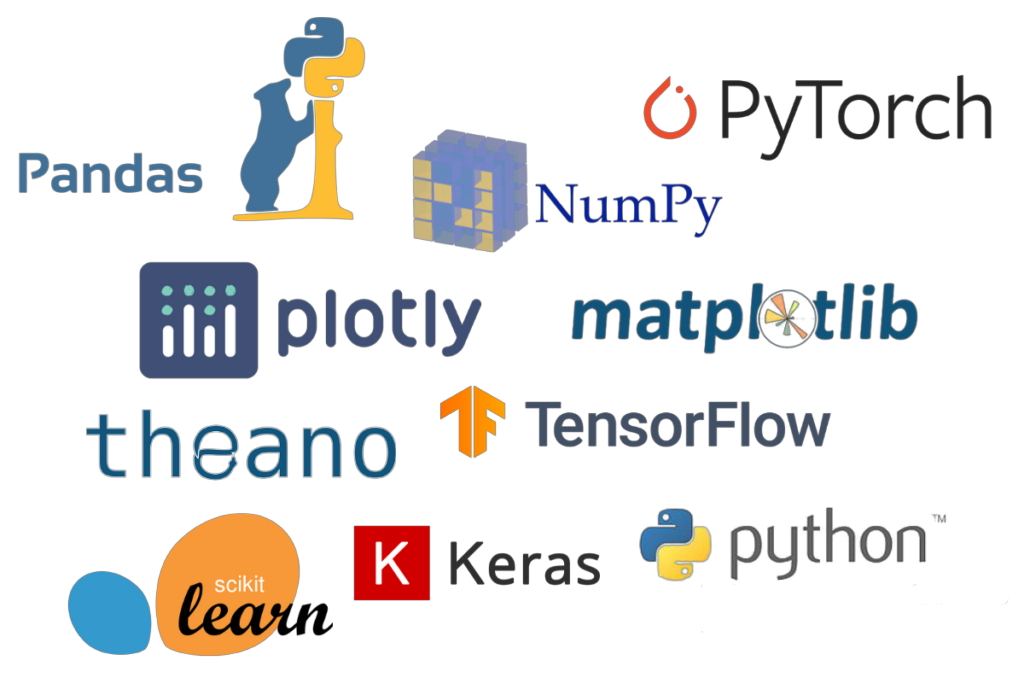 Pandas
PyTorch
NumPy
plotly
matplotlib
theano
TensorFlow
scikit
learn
K Keras
python™